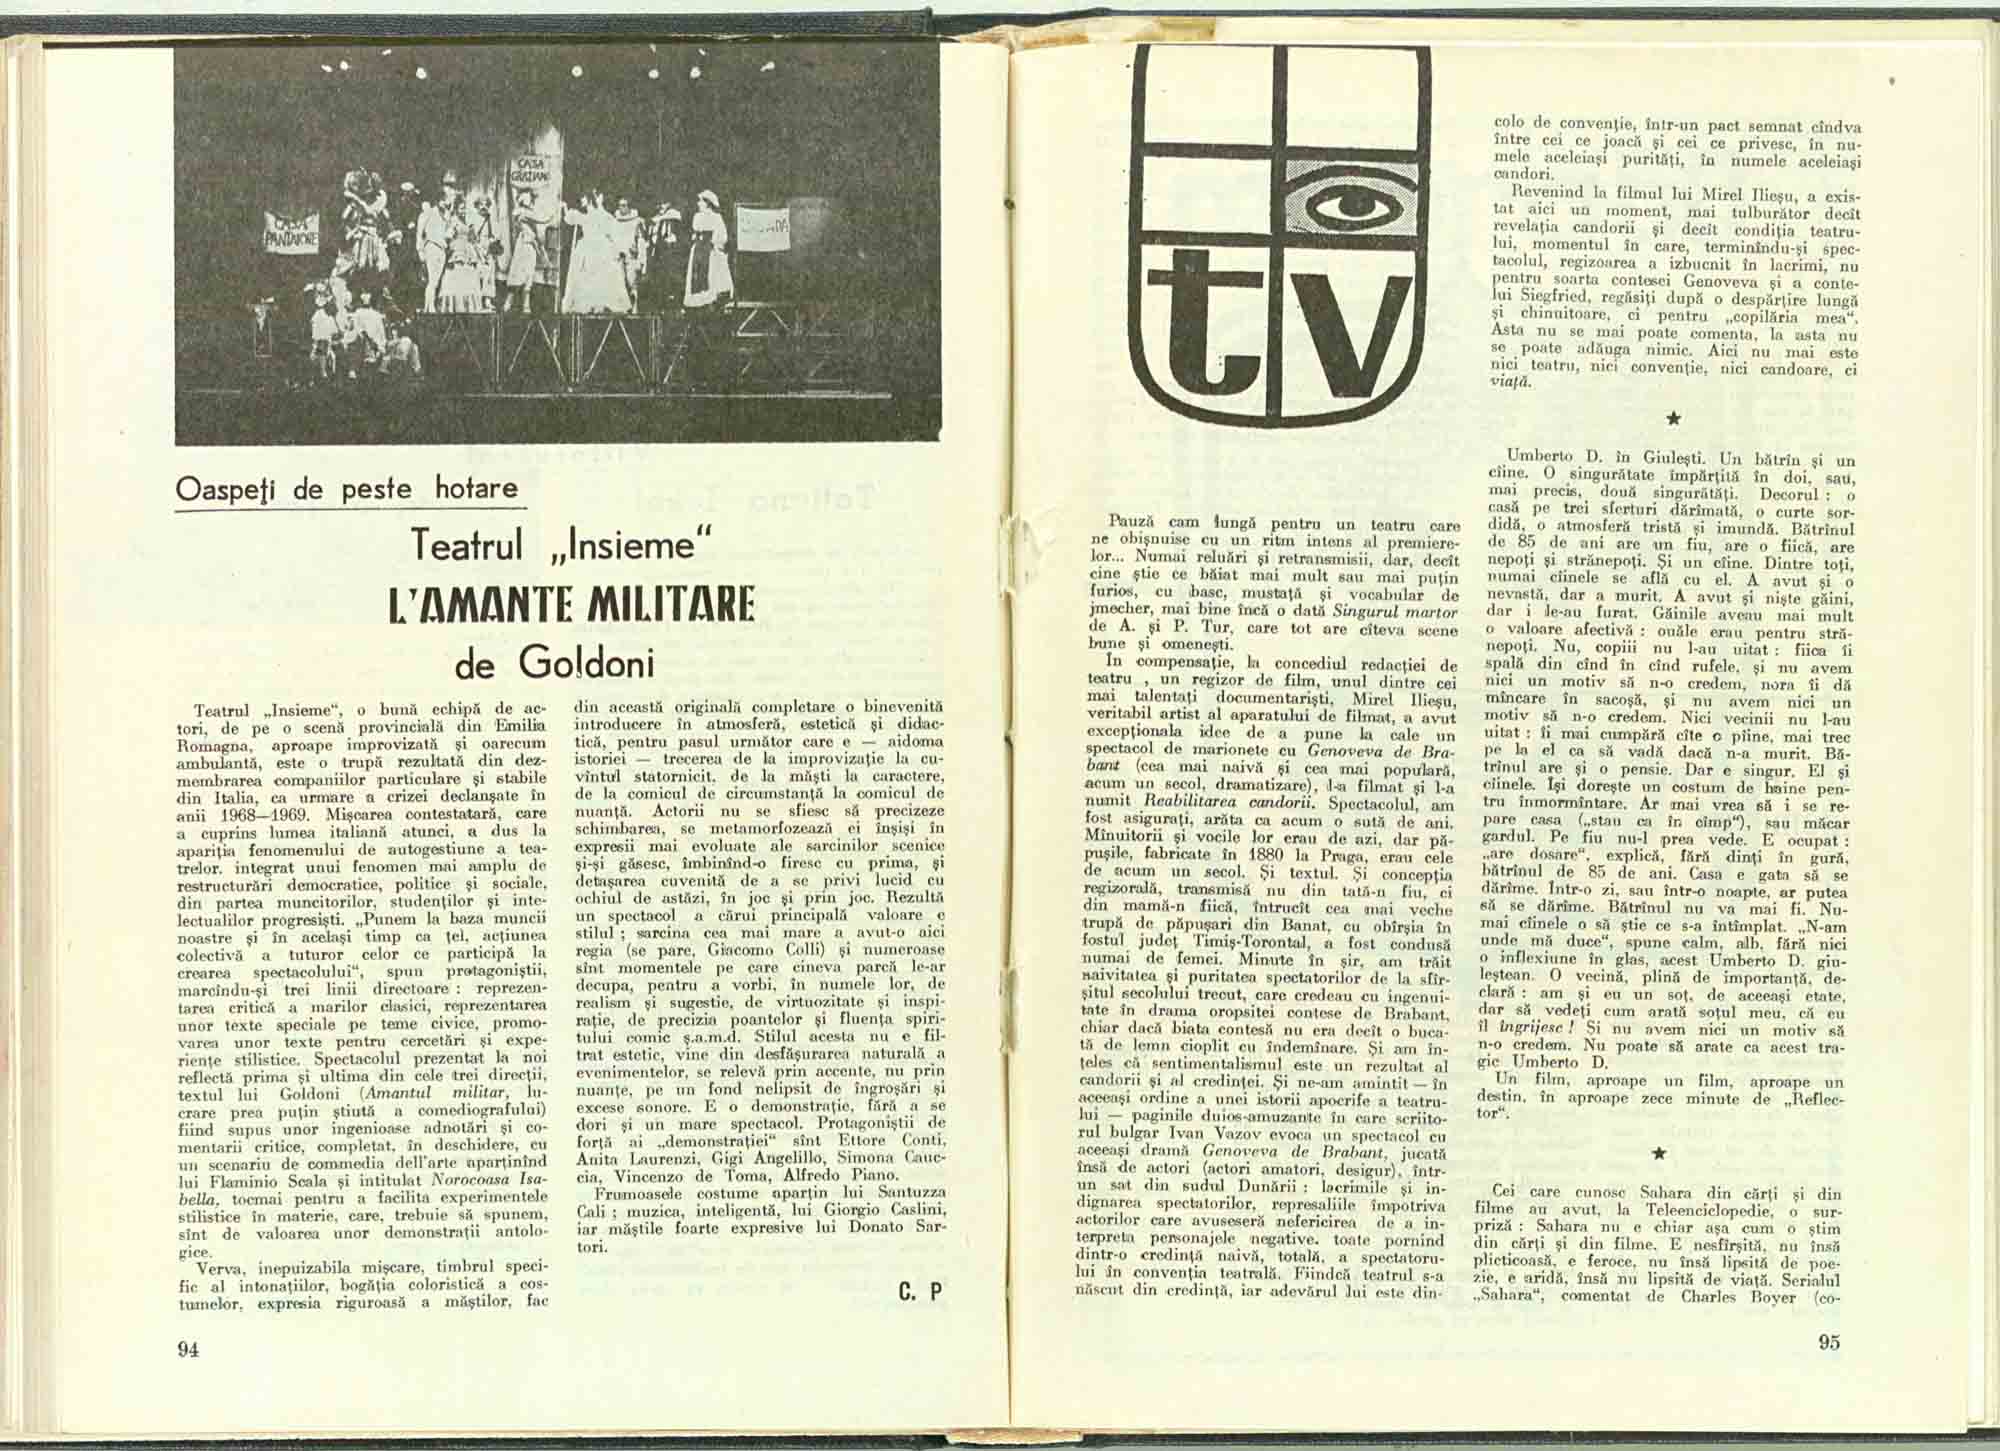 CASA
GRAZIANO
CASA
PANTALONE
Oaspeţi de peste hotare
Teatrul „Insieme“
L'AMANTE MILITARE
de Goldoni
Teatrul „Insieme“, o bună echipă de ac-
tori, de pe o scenă provincială din Emilia
Romagna, aproape improvizată şi oarecum
ambulantă, este o trupă rezultată din dez-
membrarea companiilor particulare şi stabile
din Italia, ca urmare a crizei declanşate în
anii 1968—1969. Mişcarea contestatară, care
a cuprins lumea italiană atunci, a dus la
apariţia fenomenului de autogestiune a tea-
trelor, integrat unui fenomen mai amplu de
restructurări democratice, politice şi sociale,
din partea muncitorilor, studenţilor şi inte-
lectualilor progresişti. „Punem la baza muncii
noastre şi în acelaşi timp ca ţel, acţiunea
colectivă a tuturor celor ce participă la
crearea spectacolului“, spun protagoniştii,
marcîndu-şi trei linii directoare : reprezen-
tarea critică a marilor clasici, reprezentarea
unor texte speciale pe teme civice, promo-
varea unor texte pentru cercetări şi expe-
rienţe stilistice. Spectacolul prezentat la noi
reflectă prima şi ultima din cele trei direcţii,
textul lui Goldoni (Amantul militar, lu-
crare prea puţin ştiută a comediografului)
fiind supus unor ingenioase adnotări şi co-
mentarii critice, completat, în deschidere, cu
un scenariu de commedia dell'arte aparţinînd
lui Flaminio Scala şi intitulat Norocoasa Isa-
bella, tocmai pentru a facilita experimentele
stilistice în materie, care, trebuie să spunem,
sînt de valoarea unor demonstraţii antolo-
gice.
Verva, inepuizabila mişcare, timbrul speci-
fic al intonaţiilor, bogăţia coloristică a cos-
tumelor, expresia riguroasă a măştilor, fac
din această originală completare o binevenită
introducere în atmosferă, estetică şi didac-
tică, pentru pasul următor care e — aidoma
istoriei — trecerea de la improvizaţie la cu-
vîntul statornicit, de la măşti la caractere,
de la comicul de circumstanţă la comicul de
nuanţă. Actorii nu se sfiesc să precizeze
schimbarea, se metamorfozează ei înşişi în
expresii mai evoluate ale sarcinilor scenice
şi-şi găsesc, îmbinînd-o firesc cu prima, şi
detaşarea cuvenită de a se privi lucid cu
ochiul de astăzi, în joc şi prin joc. Rezultă
un spectacol a cărui principală valoare e
stilul ; sarcina cea mai mare a avut-o aici
regia (se pare, Giacomo Colli) şi numeroase
sînt momentele pe care cineva parcă le-ar
decupa, pentru a vorbi, în numele lor, de
realism şi sugestie, de virtuozitate şi inspi-
raţie, de precizia poantelor şi fluenţa spiri-
tului comic ş.a.m.d. Stilul acesta nu e fil-
trat estetic, vine din desfăşurarea naturală a
evenimentelor, se relevă prin accente, nu prin
nuanţe, pe un fond nelipsit de îngroşări şi
excese sonore. E o demonstraţie, fără a se
dori şi un mare spectacol. Protagoniştii de
forţă ai „demonstraţiei“ sînt Ettore Conti,
Anita Laurenzi, Gigi Angelillo, Simona Cauc-
cia, Vincenzo de Toma, Alfredo Piano.
Frumoasele costume aparţin lui Santuzza
Cali ; muzica, inteligentă, lui Giorgio Caslini,
iar măştile foarte expresive lui Donato Sar-
tori.
C. P
94
tv
Pauză cam lungă pentru un teatru care
ne obişnuise cu un ritm intens al premiere-
lor... Numai reluări şi retransmisii, dar, decît
cine ştie ce băiat mai mult sau mai puţin
furios, cu basc, mustaţă şi vocabular de
jmecher, mai bine încă o dată Singurul martor
de A. şi P. Tur, care tot are cîteva scene
bune şi omeneşti.
În compensaţie, la concediul redacţiei de
teatru , un regizor de film, unul dintre cei
mai talentaţi documentarişti, Mirel Ilieşu,
veritabil artist al aparatului de filmat, a avut
excepţionala idee de a pune la cale un
spectacol de marionete cu Genoveva de Bra-
bant (cea mai naivă şi cea mai populară,
acum un secol, dramatizare), l-a filmat şi l-a
numit Reabilitarea candorii. Spectacolul, am
fost asiguraţi, arăta ca acum o sută de ani.
Mînuitorii şi vocile lor erau de azi, dar pă-
puşile, fabricate în 1880 la Praga, erau cele
de acum un secol. Şi textul. Şi concepţia
regizorală, transmisă nu din tată-n fiu, ci
din mamă-n fiică, întrucît cea mai veche
trupă de păpuşari din Banat, cu obîrşia în
fostul judeţ Timiş-Torontal, a fost condusă
numai de femei. Minute în şir, am trăit
naivitatea şi puritatea spectatorilor de la sfîr-
şitul secolului trecut, care credeau cu ingenui-
tate în drama oropsitei contese de Brabant,
chiar dacă biata contesă nu era decît o buca-
tă de lemn cioplit cu îndemînare. Şi am în-
ţeles că sentimentalismul este un rezultat al
candorii şi al credinţei. Şi ne-am amintit — în
aceeaşi ordine a unei istorii apocrife a teatru-
lui — paginile duios-amuzante în care scriito-
rul bulgar Ivan Vazov evoca un spectacol cu
aceeaşi dramă Genoveva de Brabant, jucată
însă de actori (actori amatori, desigur), într-
un sat din sudul Dunării : lacrimile şi in-
dignarea spectatorilor, represaliile împotriva
actorilor care avuseseră nefericirea de a in-
terpreta personajele negative, toate pornind
dintr-o credinţă naivă, totală, a spectatoru-
lui în convenţia teatrală. Fiindcă teatrul s-a
născut din credinţă, iar adevărul lui este din-
colo de convenţie, într-un pact semnat cîndva
între cei ce joacă şi cei ce privesc, în nu-
mele aceleiaşi purităţi, în numele aceleiaşi
candori.
Revenind la filmul lui Mirel Ilieşu, a exis-
tat aici un moment, mai tulburător decît
revelaţia candorii şi decît condiţia teatru-
lui, momentul în care, terminîndu-şi spec-
tacolul, regizoarea a izbucnit în lacrimi, nu
pentru soarta contesei Genoveva şi a conte-
lui Siegfried, regăsiţi după o despărţire lungă
şi chinuitoare, ci pentru „copilăria mea“.
Asta nu se mai poate comenta, la asta nu
se poate adăuga nimic. Aici nu mai este
nici teatru, nici convenţie, nici candoare, ci
viaţă.
★
Umberto D. în Giuleşti. Un bătrîn şi un
cîine. O singurătate împărţită în doi, sau,
mai precis, două singurătăţi. Decorul : o
casă pe trei sferturi dărîmată, o curte sor-
didă, o atmosferă tristă şi imundă. Bătrînul
de 85 de ani are un fiu, are o fiică, are
nepoţi şi strănepoţi. Şi un cîine. Dintre toţi,
numai cîinele se află cu el. A avut şi o
nevastă, dar a murit. A avut şi nişte găini,
dar i le-au furat. Găinile aveau mai mult
o valoare afectivă : ouăle erau pentru stră-
nepoţi. Nu, copiii nu l-au uitat : fiica îi
spală din cînd în cînd rufele, şi nu avem
nici un motiv să n-o credem, nora îi dă
mîncare în sacoşă, şi nu avem nici un
motiv să n-o credem. Nici vecinii nu l-au
uitat : îi mai cumpără cîte o pîine, mai trec
pe la el ca să vadă dacă n-a murit. Bă-
trînul are şi o pensie. Dar e singur. El şi
cîinele. Îşi doreşte un costum de haine pen-
tru înmormîntare. Ar mai vrea să i se re-
pare casa („stau ca în cîmp“), sau măcar
gardul. Pe fiu nu-l prea vede. E ocupat :
„are dosare“, explică, fără dinţi în gură,
bătrînul de 85 de ani. Casa e gata să se
dărîme. Într-o zi, sau într-o noapte, ar putea
să se dărîme. Bătrînul nu va mai fi. Nu-
mai cîinele o să ştie ce s-a întîmplat. „N-am
unde mă duce“, spune calm, alb, fără nici
o inflexiune în glas, acest Umberto D. giu-
leştean. O vecină, plină de importanţă, de-
clară : am şi eu un soţ, de aceeaşi etate,
dar să vedeţi cum arată soţul meu, că eu
îl îngrijesc ! Şi nu avem nici un motiv să
n-o credem. Nu poate să arate ca acest tra-
gic Umberto D.
Un film, aproape un film, aproape un
destin, în aproape zece minute de „Reflec-
tor“.
★
Cei care cunosc Sahara din cărţi şi din
filme au avut, la Teleenciclopedie, o sur-
priză : Sahara nu e chiar aşa cum o ştim
din cărţi şi din filme. E nesfîrşită, nu însă
plicticoasă, e feroce, nu însă lipsită de poe-
zie, e aridă, însă nu lipsită de viaţă. Serialul
„Sahara“, comentat de Charles Boyer (co-
95